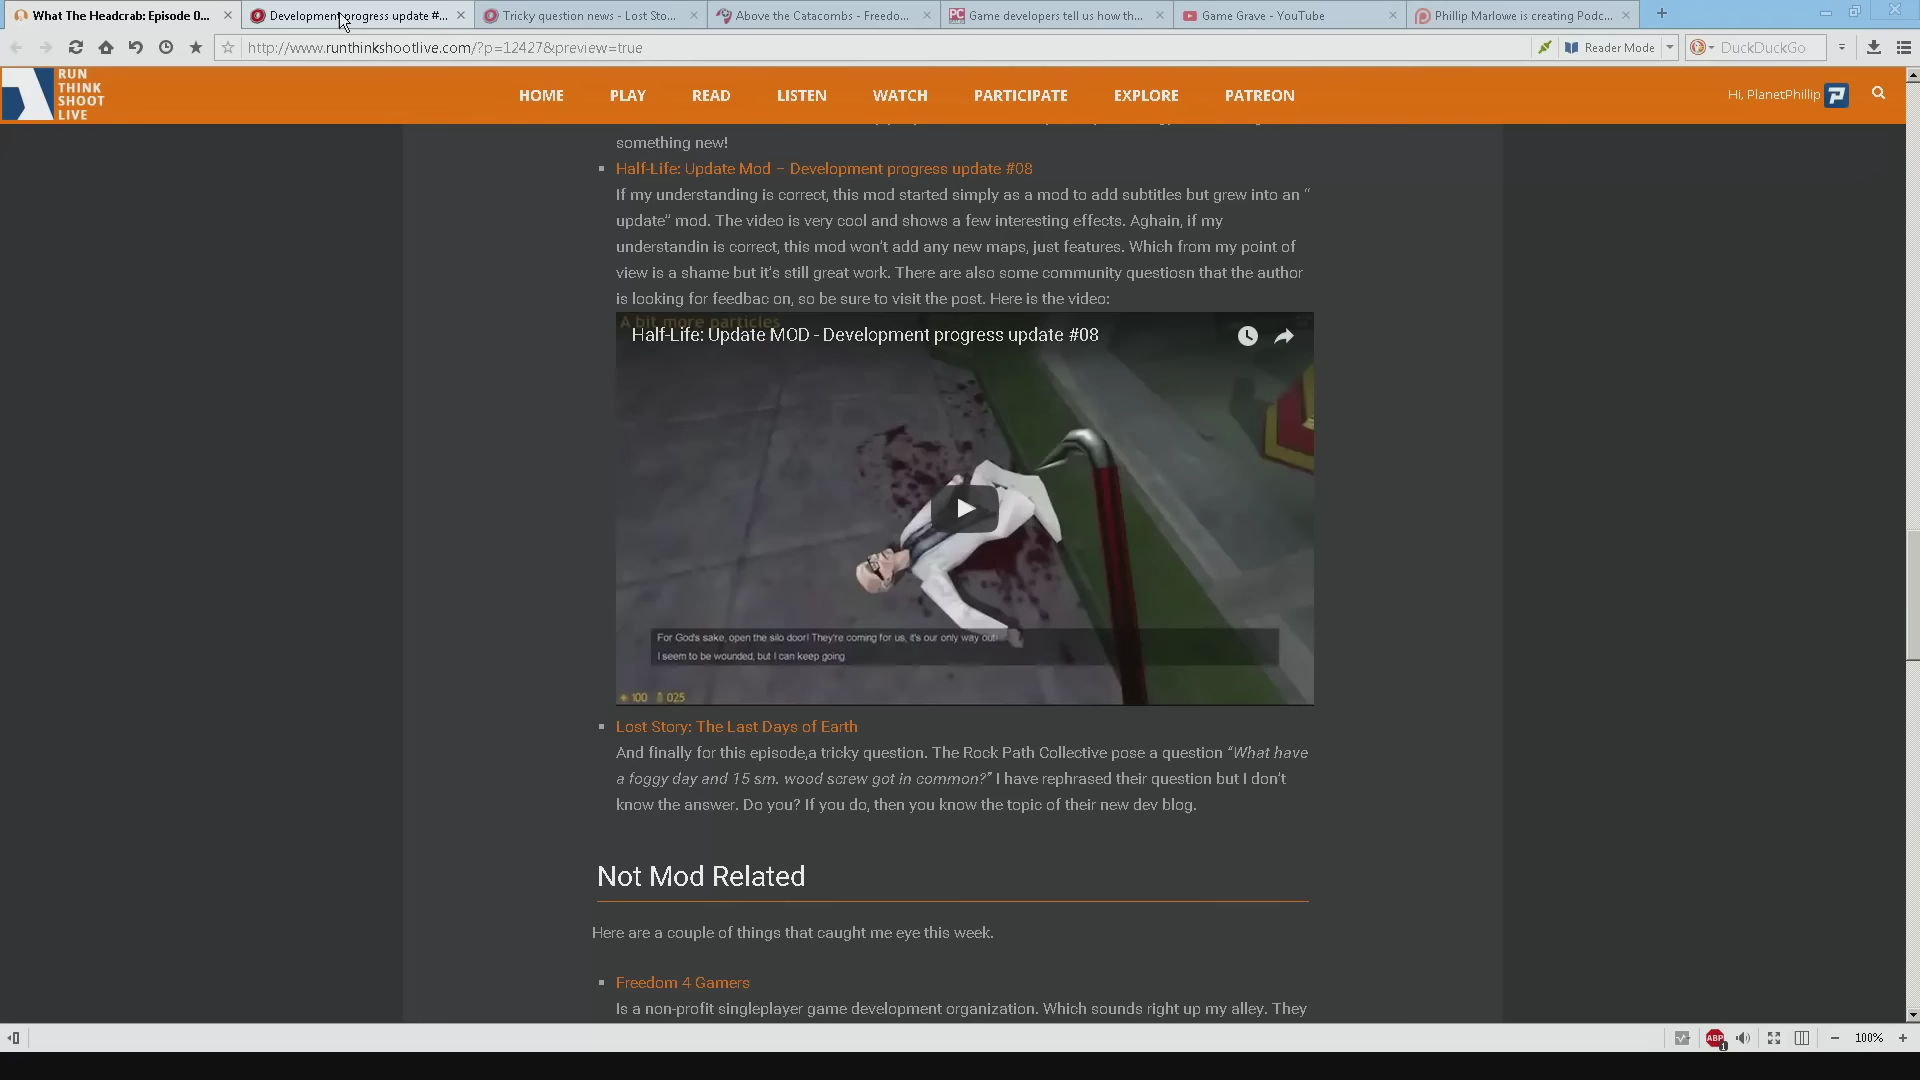 What The Headcrab: Episode 0...
Development progress update #...
Tricky question news - Lost Sto...
Above the Catacombs - Freedo...
Game developers tell us how th...
Game Grave - YouTube
Phillip Marlowe is creating Podc...
http://www.runthinkshootlive.com/?p=12427&preview=true
Reader Mode
DuckDuckGo
RUN
THINK
SHOOT
LIVE
HOME
PLAY
READ
LISTEN
WATCH
PARTICIPATE
EXPLORE
PATREON
Hi, PlanetPhillip
something new!
Half-Life: Update Mod – Development progress update #08
If my understanding is correct, this mod started simply as a mod to add subtitles but grew into an “
update” mod. The video is very cool and shows a few interesting effects. Aghain, if my
understandin is correct, this mod won’t add any new maps, just features. Which from my point of
view is a shame but it’s still great work. There are also some community questiosn that the author
is looking for feedbac on, so be sure to visit the post. Here is the video:
A bit more particles
Half-Life: Update MOD - Development progress update #08
For God's sake, open the silo door! They're coming for us, it's our only way out!
I seem to be wounded, but I can keep going
100 025
Lost Story: The Last Days of Earth
And finally for this episode,a tricky question. The Rock Path Collective pose a question “What have
a foggy day and 15 sm. wood screw got in common?” I have rephrased their question but I don’t
know the answer. Do you? If you do, then you know the topic of their new dev blog.
Not Mod Related
Here are a couple of things that caught me eye this week.
Freedom 4 Gamers
Is a non-profit singleplayer game development organization. Which sounds right up my alley. They
ABP
1
100%